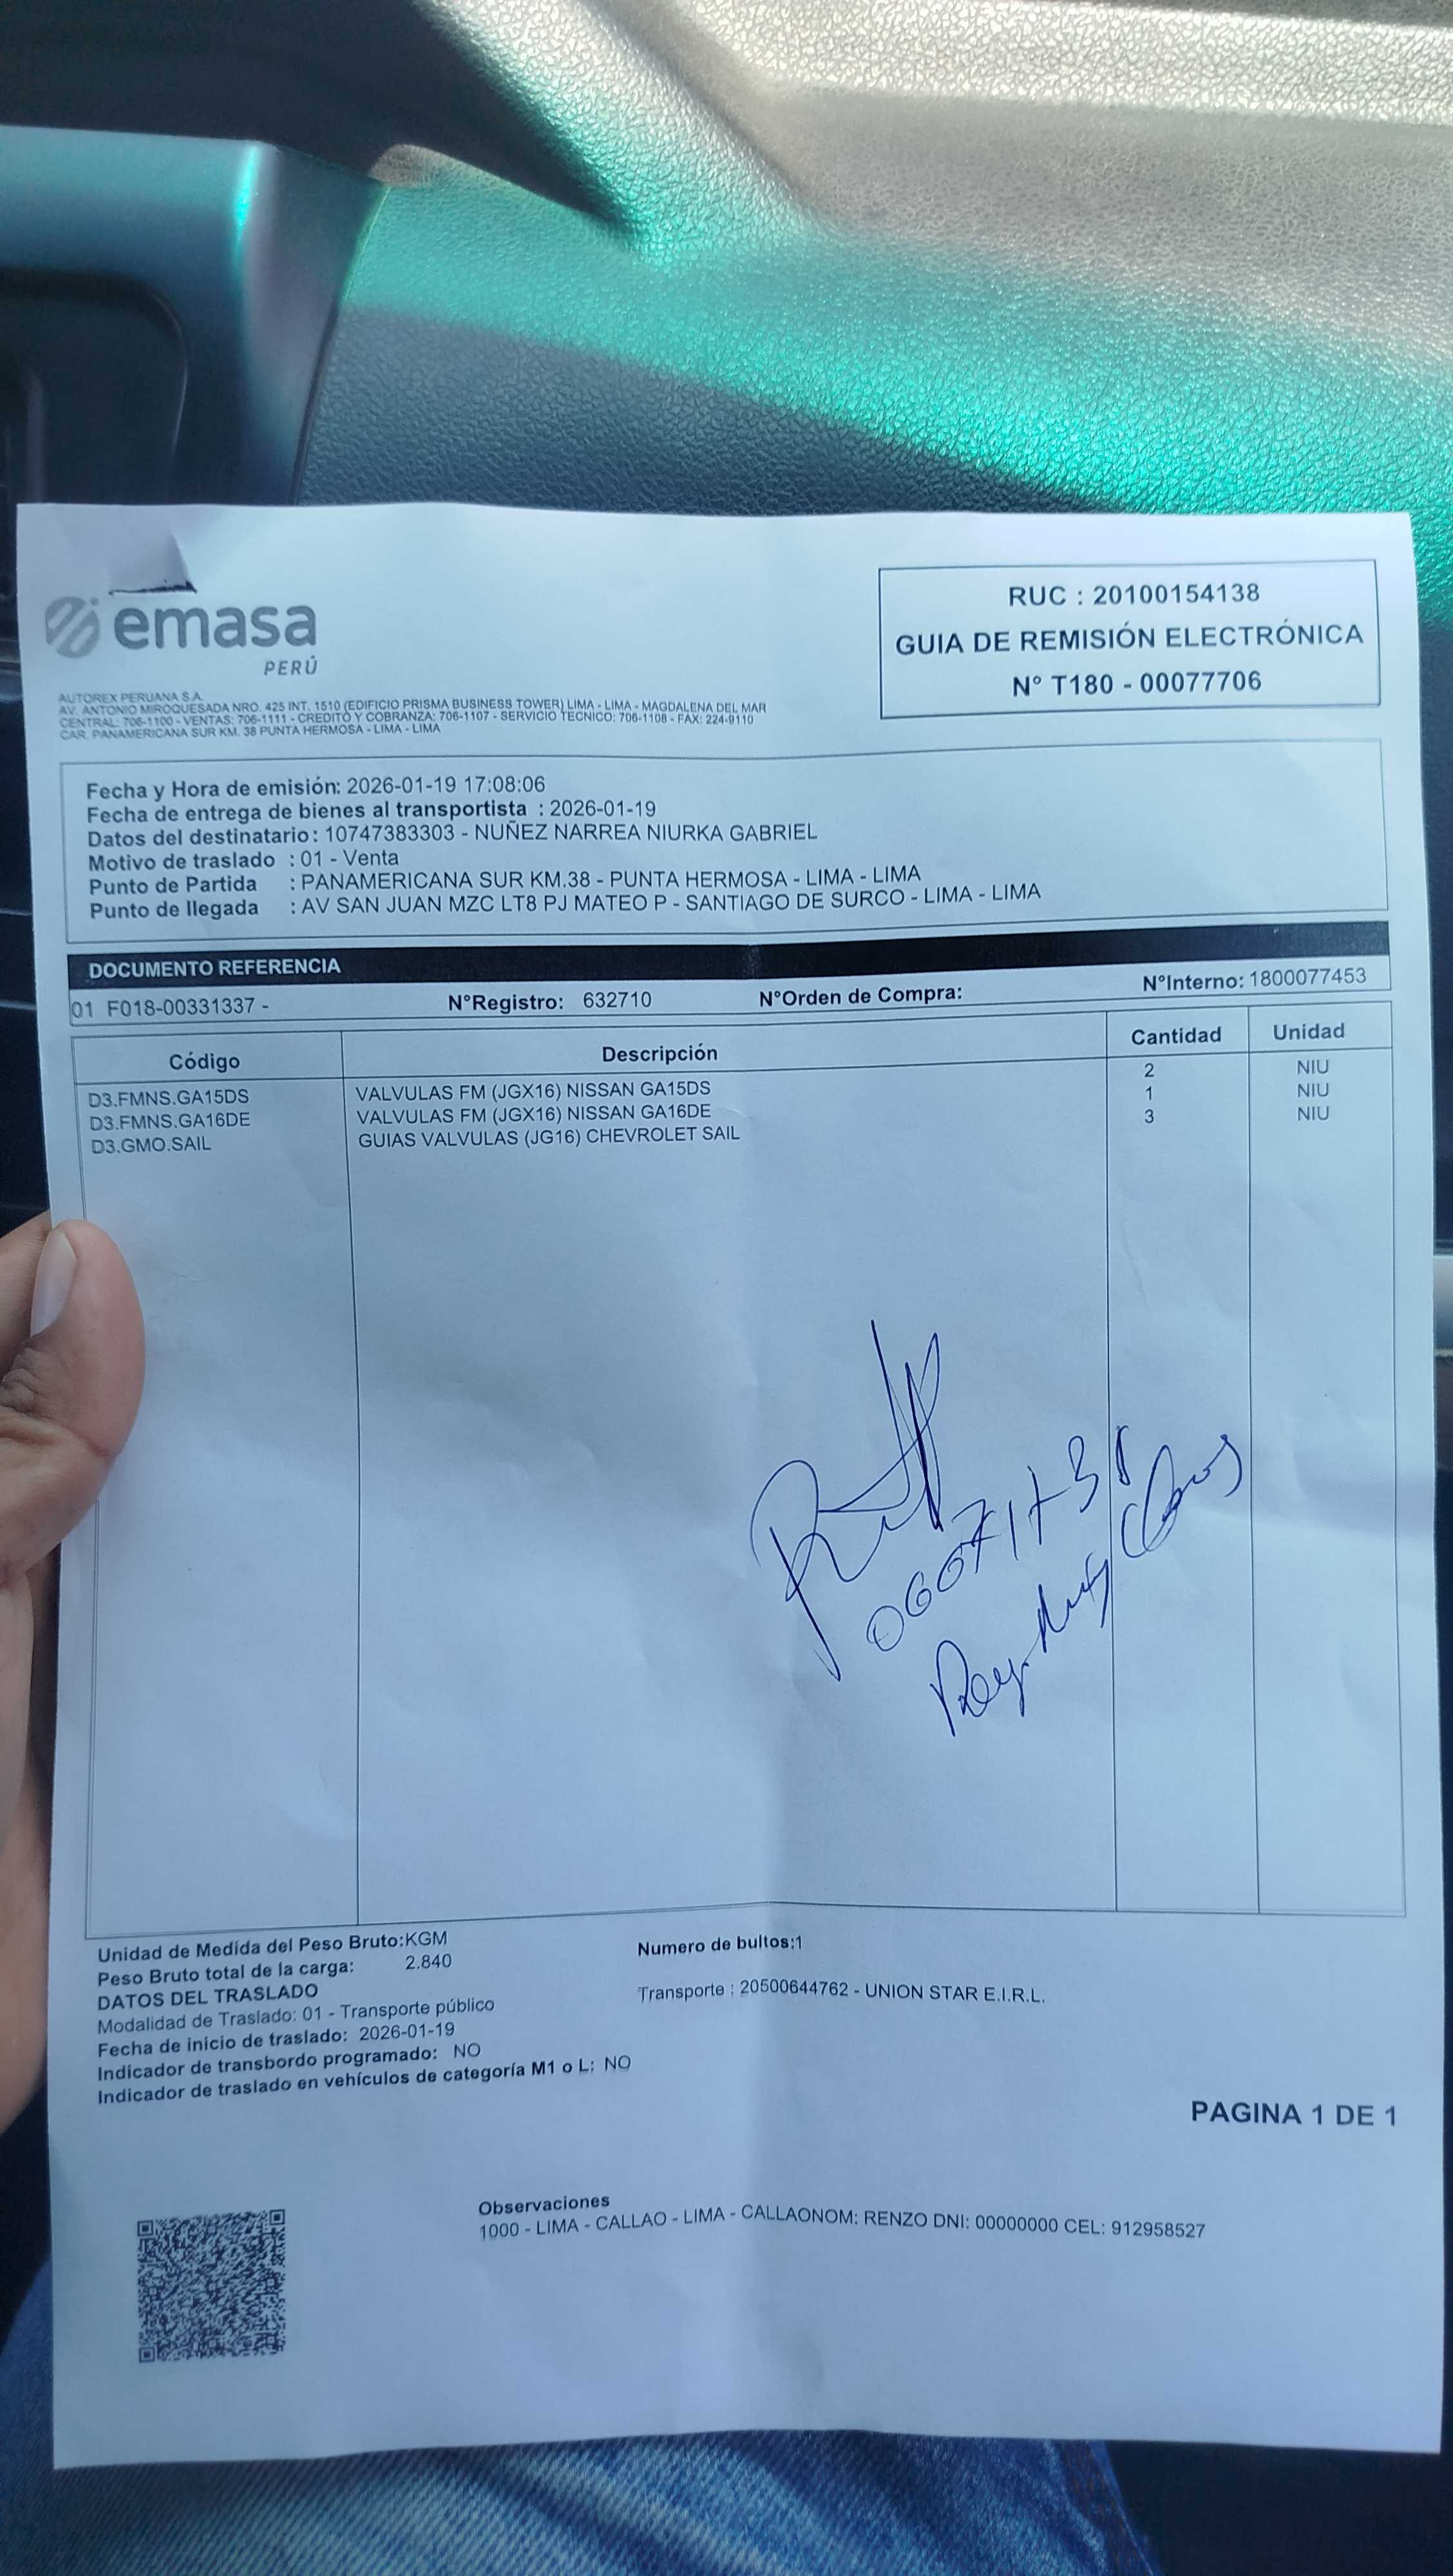 emasa
PERÚ
RUC : 20100154138
GUIA DE REMISIÓN ELECTRÓNICA
N° T180 - 00077706
AUTOREX PERUANA S.A.
AV. ANTONIO MIROQUESADA NRO. 425 INT. 1510 (EDIFICIO PRISMA BUSINESS TOWER) LIMA - LIMA - MAGDALENA DEL MAR
CENTRAL: 706-1100 - VENTAS: 706-1111 - CREDITO Y COBRANZA: 706-1107 - SERVICIO TECNICO: 706-1108 - FAX: 224-9110
CAR. PANAMERICANA SUR KM. 38 PUNTA HERMOSA - LIMA - LIMA
Fecha y Hora de emisión: 2026-01-19 17:08:06
Fecha de entrega de bienes al transportista : 2026-01-19
Datos del destinatario : 10747383303 - NUÑEZ NARREA NIURKA GABRIEL
Motivo de traslado : 01 - Venta
Punto de Partida : PANAMERICANA SUR KM.38 - PUNTA HERMOSA - LIMA - LIMA
Punto de llegada : AV SAN JUAN MZC LT8 PJ MATEO P - SANTIAGO DE SURCO - LIMA - LIMA
DOCUMENTO REFERENCIA
01 F018-00331337 - N°Registro: 632710 N°Orden de Compra: N°Interno: 1800077453
Código Descripción Cantidad Unidad
D3.FMNS.GA15DS VALVULAS FM (JGX16) NISSAN GA15DS 2 NIU
D3.FMNS.GA16DE VALVULAS FM (JGX16) NISSAN GA16DE 1 NIU
D3.GMO.SAIL GUIAS VALVULAS (JG16) CHEVROLET SAIL 3 NIU
Unidad de Medida del Peso Bruto:KGM Numero de bultos:1
Peso Bruto total de la carga: 2.840
DATOS DEL TRASLADO Transporte : 20500644762 - UNION STAR E.I.R.L.
Modalidad de Traslado: 01 - Transporte público
Fecha de inicio de traslado: 2026-01-19
Indicador de transbordo programado: NO
Indicador de traslado en vehículos de categoría M1 o L: NO
PAGINA 1 DE 1
Observaciones
1000 - LIMA - CALLAO - LIMA - CALLAONOM: RENZO DNI: 00000000 CEL: 912958527